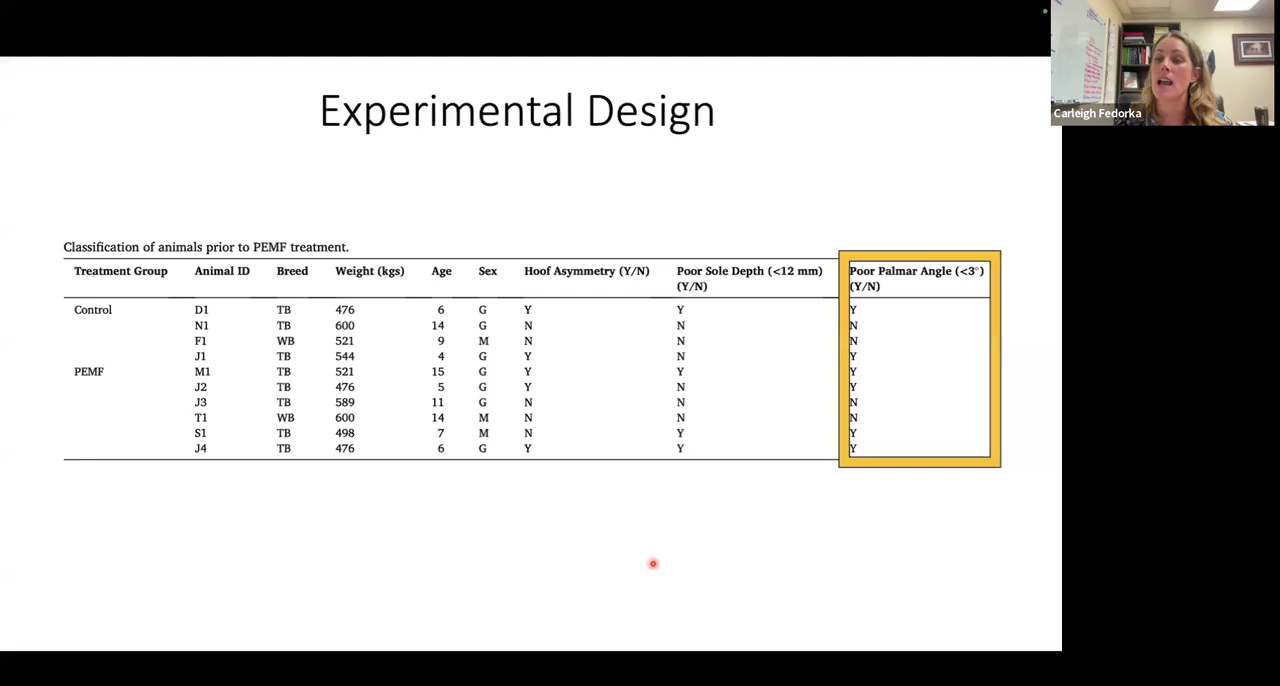 Carleigh Fedorka
Experimental Design
Classification of animals prior to PEMF treatment.
Treatment Group Animal ID Breed Weight (kgs) Age Sex Hoof Asymmetry (Y/N) Poor Sole Depth (<12 mm) (Y/N) Poor Palmar Angle (<3°) (Y/N)
Control D1 TB 476 6 G Y Y Y
N1 TB 600 14 G N N N
F1 WB 521 9 M N N N
J1 TB 544 4 G Y N Y
PEMF M1 TB 521 15 G Y Y Y
J2 TB 476 5 G Y N Y
J3 TB 589 11 G N N N
T1 WB 600 14 M N N N
S1 TB 498 7 M N Y Y
J4 TB 476 6 G Y Y Y